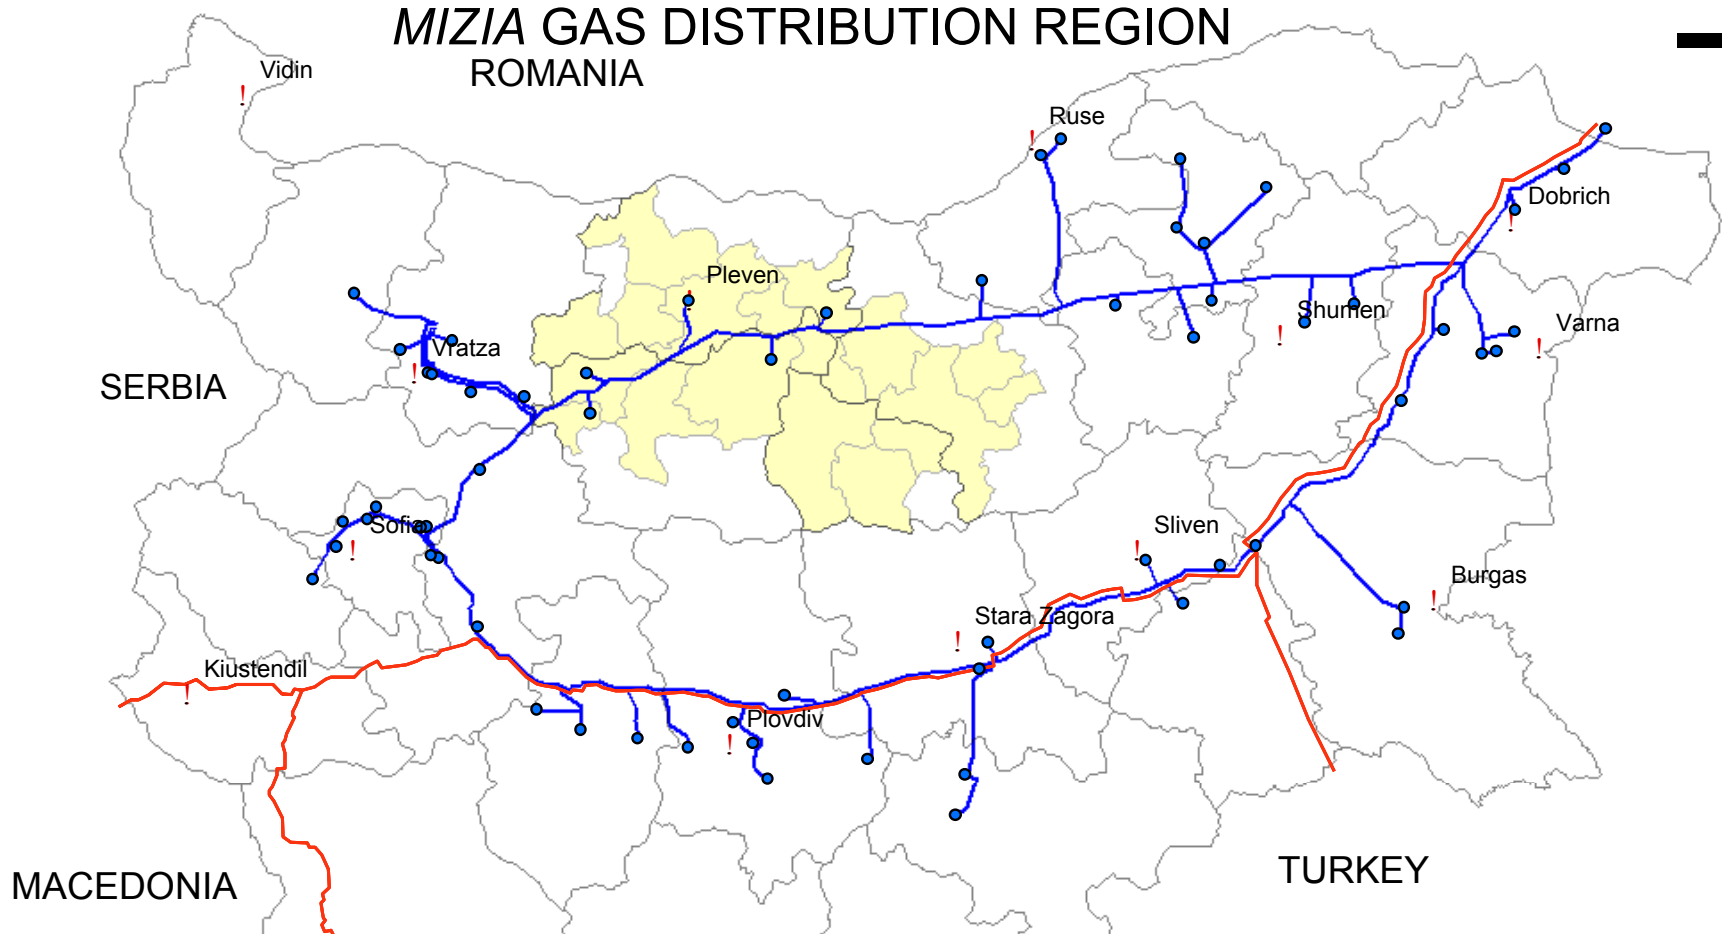 MIZIA GAS DISTRIBUTION REGION
ROMANIA
Vidin
!
Ruse
!
Dobrich
!
Pleven
!
Shumen
!
Varna
!
Vratza
!
SERBIA
Sofia
!
Sliven
!
Burgas
!
Stara Zagora
!
Kiustendil
!
Plovdiv
!
MACEDONIA
TURKEY